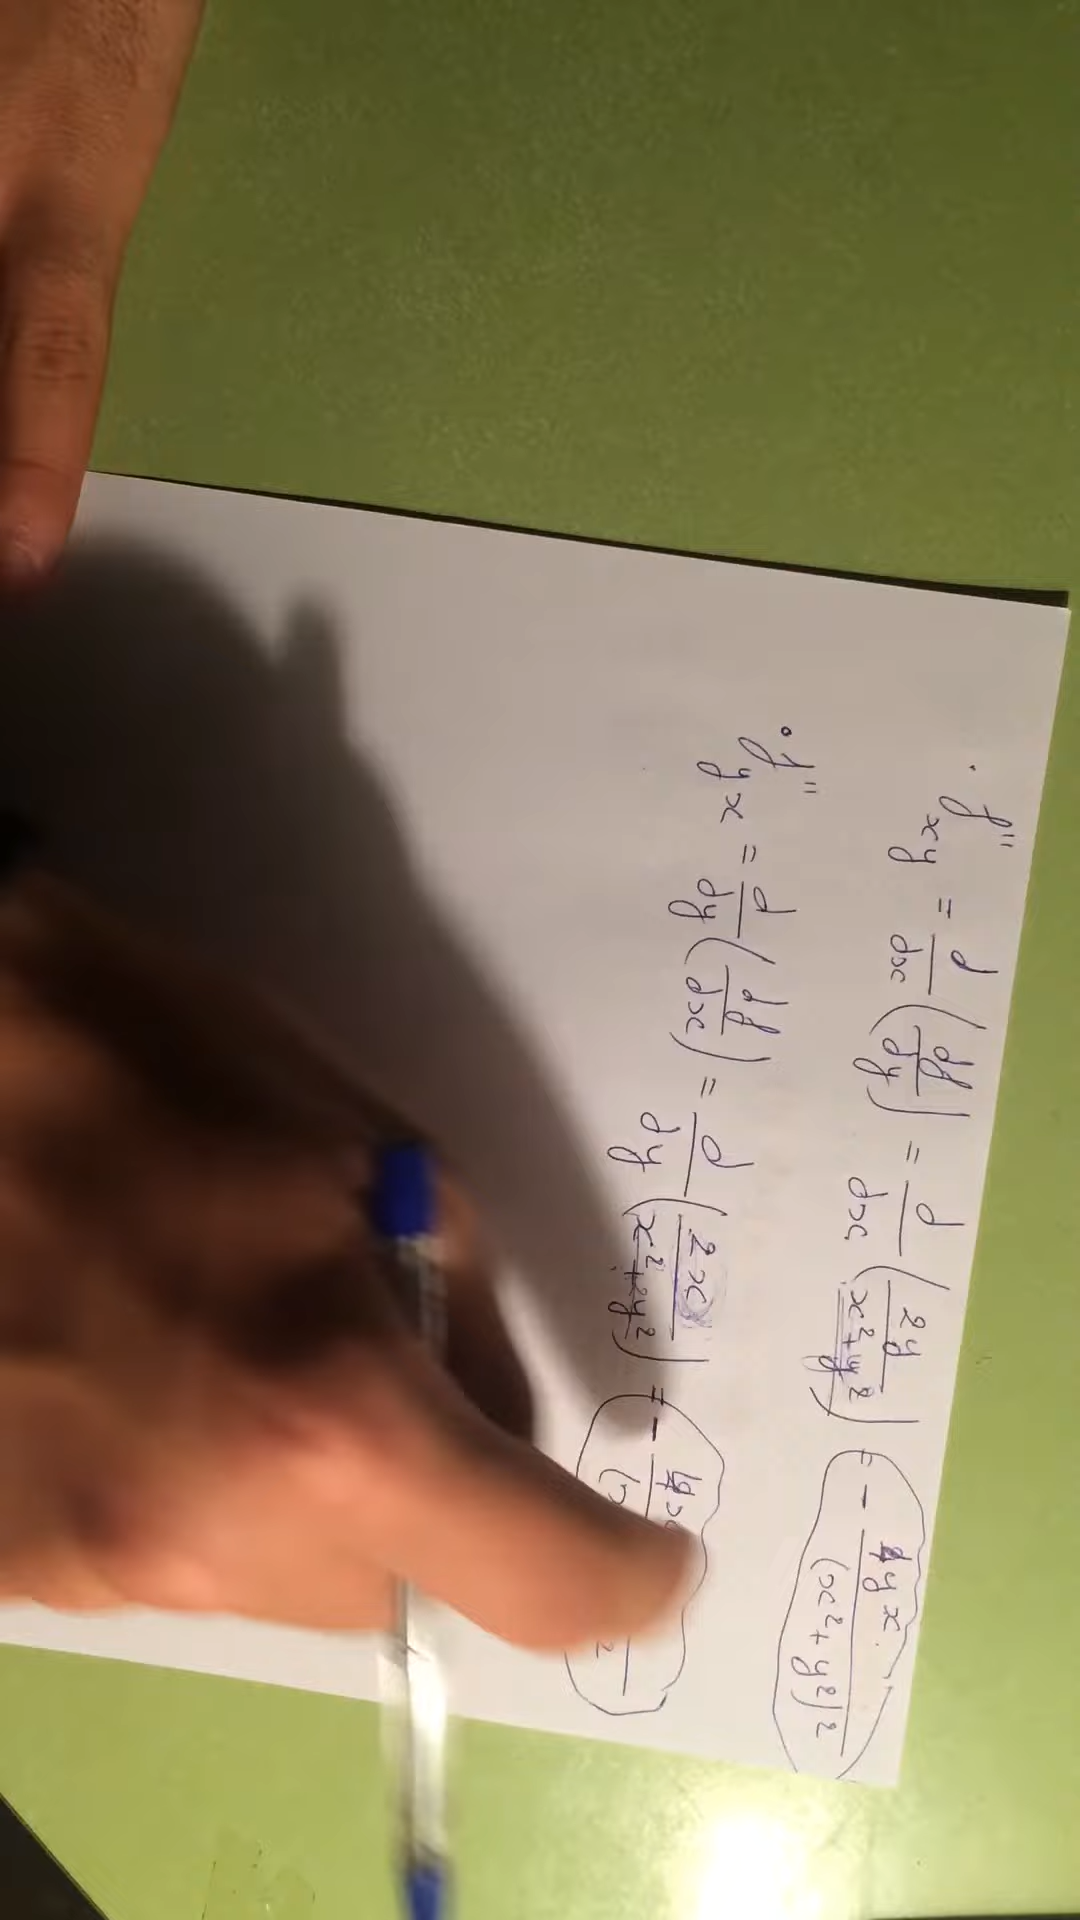 · f''xy = d/dx (df/dy) = d/dx (2y/(x²+y²)) = - 4yx/(x²+y²)²
° f''yx = d/dy (df/dx) = d/dy (2x/(x²+y²)) = -